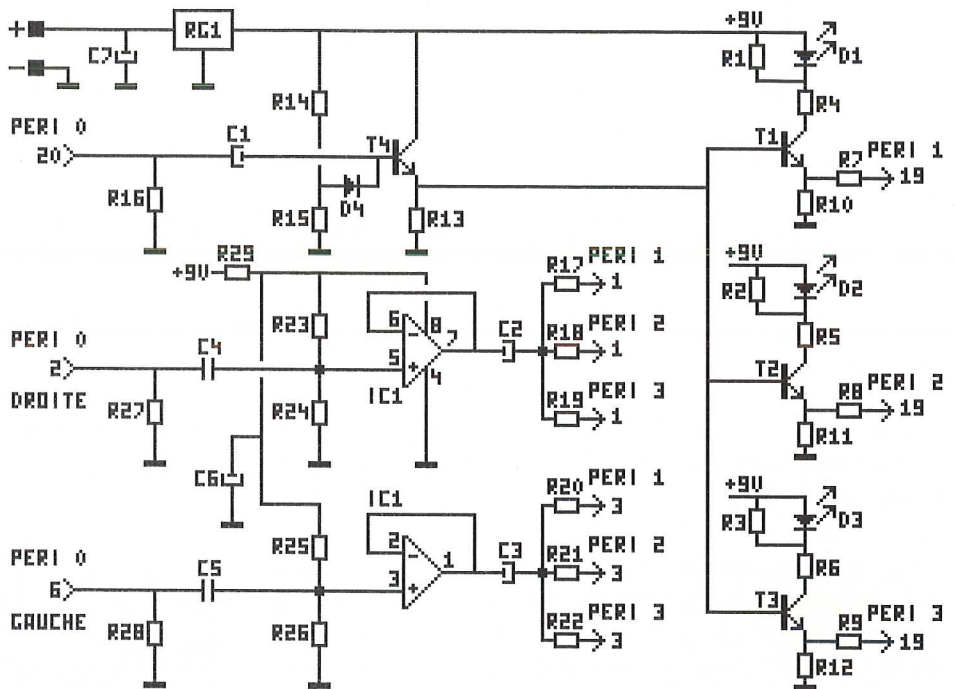 +
RG1
+9V
C7
R1
D1
-
R14
R4
PERI 0
C1
T4
T1
PERI 1
20
R7
19
R16
D4
R15
R13
R10
R29
+9V
+9V
R17
PERI 1
1
R2
D2
R23
6
8
7
C2
R18
PERI 2
1
R5
PERI 0
C4
2
5
4
T2
PERI 2
DROITE
R27
R24
IC1
R19
PERI 3
1
R8
19
R11
C6
IC1
R20
PERI 1
3
+9V
R3
D3
R25
2
1
C3
R21
PERI 2
3
PERI 0
C5
R6
6
3
T3
PERI 3
GAUCHE
R28
R26
R22
PERI 3
3
R9
19
R12